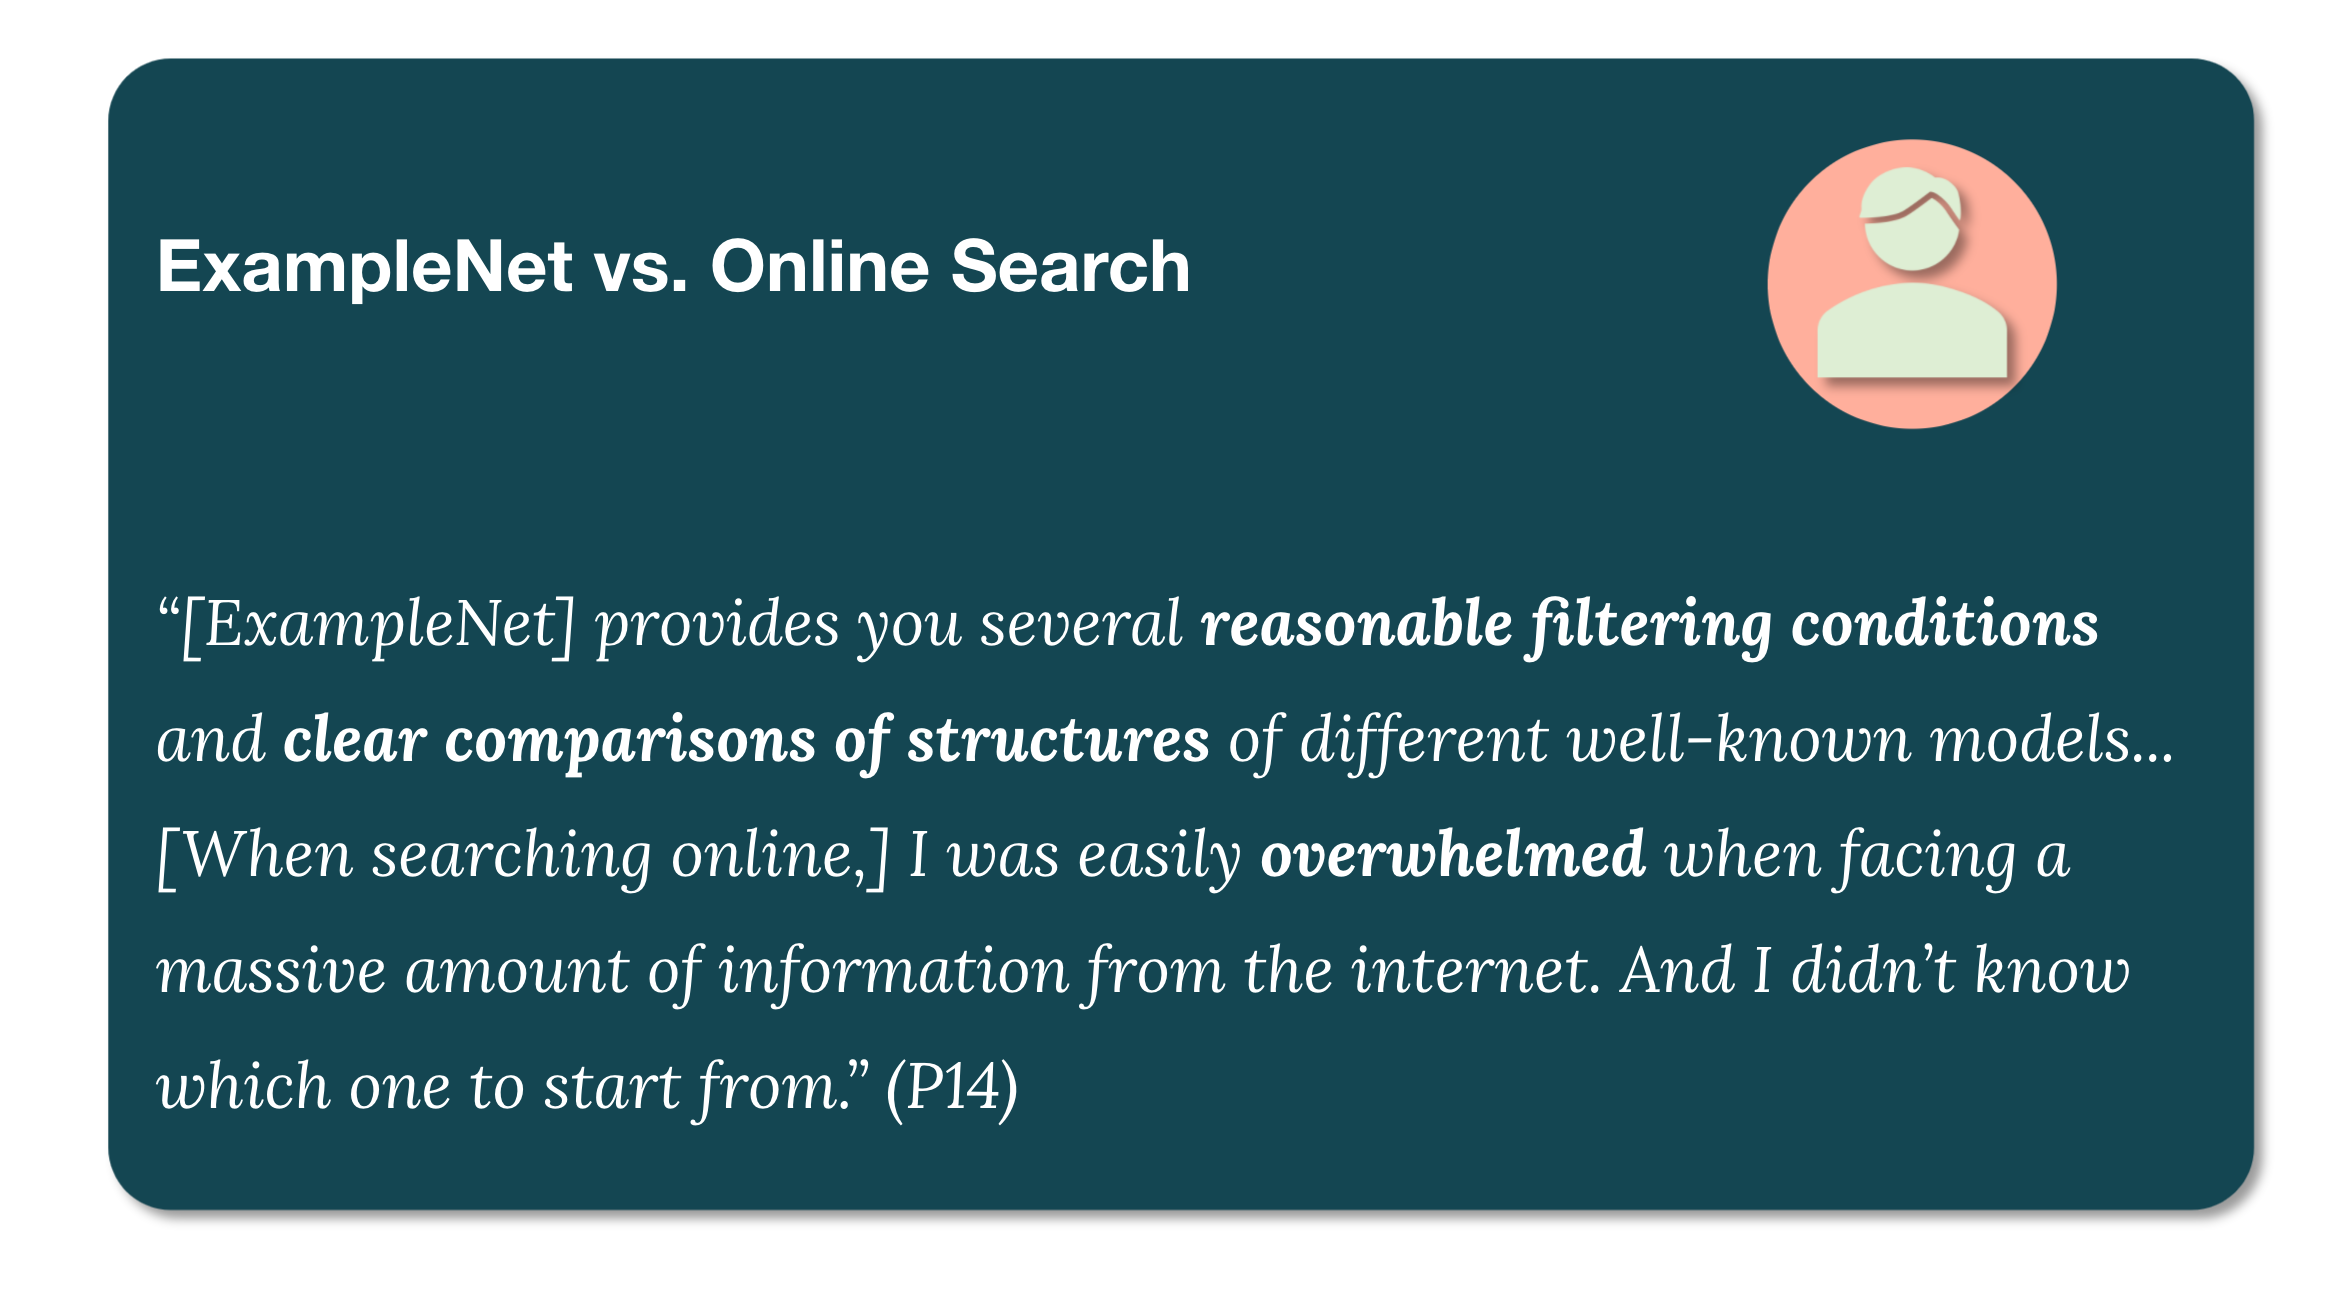 ExampleNet vs. Online Search
“[ExampleNet] provides you several reasonable filtering conditions
and clear comparisons of structures of different well-known models...
[When searching online,] I was easily overwhelmed when facing a
massive amount of information from the internet. And I didn’t know
which one to start from.” (P14)